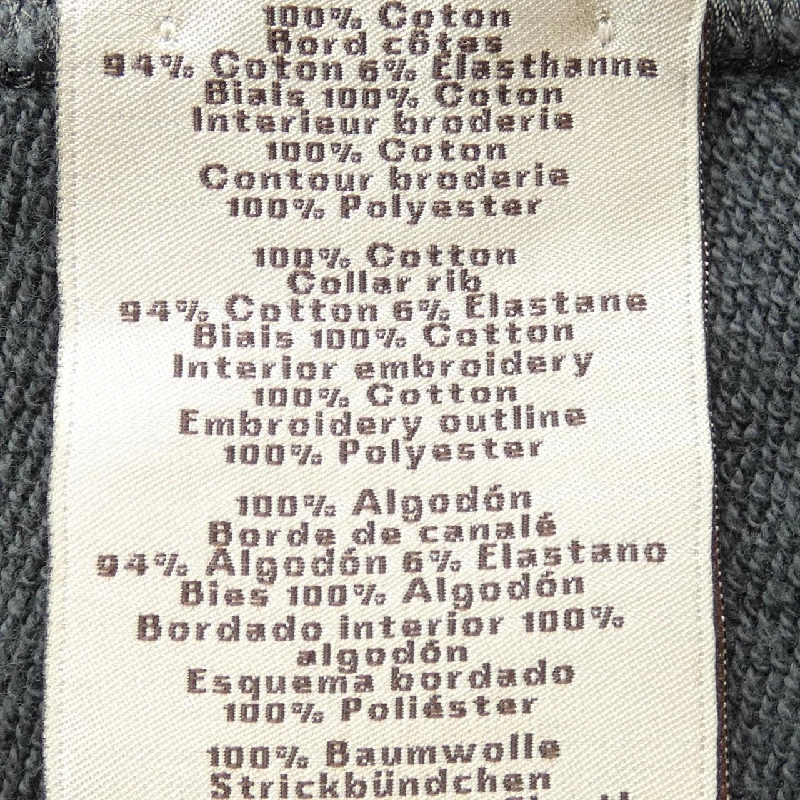 100% Coton
Bord côtes
94% Coton 6% Elasthanne
Biais 100% Coton
Interieur broderie
100% Coton
Contour broderie
100% Polyester
100% Cotton
Collar rib
94% Cotton 6% Elastane
Biais 100% Cotton
Interior embroidery
100% Cotton
Embroidery outline
100% Polyester
100% Algodón
Borde de canalé
94% Algodón 6% Elastano
Bies 100% Algodón
Bordado interior 100%
algodón
Esquema bordado
100% Poliéster
100% Baumwolle
Strickbündchen